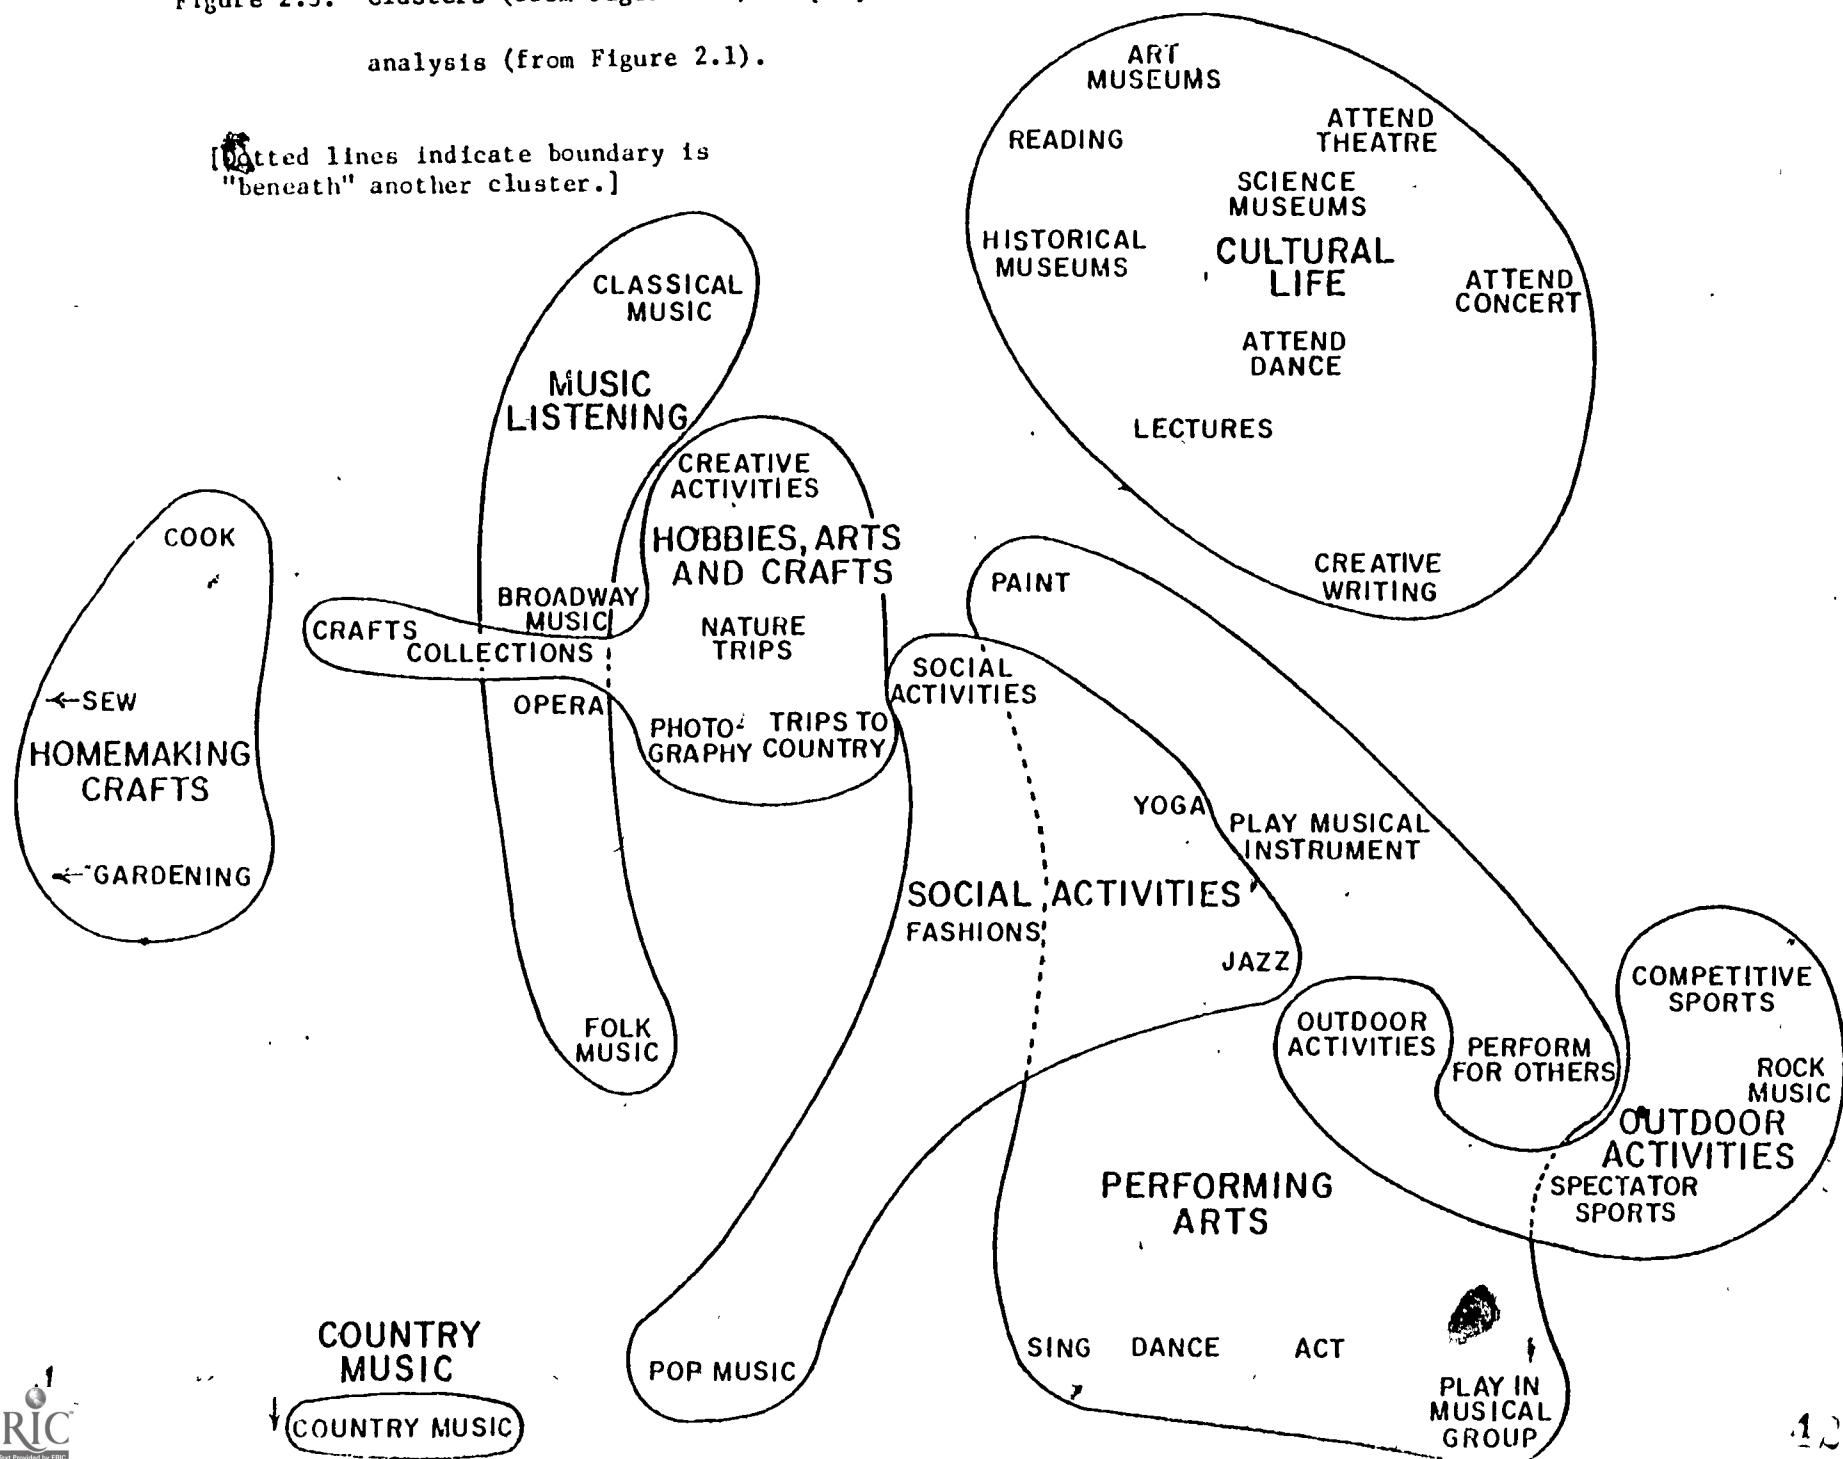 analysis (from Figure 2.1).
[Dotted lines indicate boundary is
"beneath" another cluster.]
ART
MUSEUMS
READING
ATTEND
THEATRE
SCIENCE
MUSEUMS
HISTORICAL
MUSEUMS
CULTURAL
LIFE
ATTEND
CONCERT
ATTEND
DANCE
LECTURES
CREATIVE
WRITING
CLASSICAL
MUSIC
MUSIC
LISTENING
BROADWAY
MUSIC
OPERA
FOLK
MUSIC
CREATIVE
ACTIVITIES
HOBBIES, ARTS
AND CRAFTS
NATURE
TRIPS
CRAFTS
COLLECTIONS
PHOTO-
GRAPHY
TRIPS TO
COUNTRY
COOK
SEW
HOMEMAKING
CRAFTS
GARDENING
SOCIAL
ACTIVITIES
YOGA
SOCIAL ACTIVITIES
FASHIONS
JAZZ
POP MUSIC
PAINT
PLAY MUSICAL
INSTRUMENT
PERFORM
FOR OTHERS
PERFORMING
ARTS
SING
DANCE
ACT
PLAY IN
MUSICAL
GROUP
OUTDOOR
ACTIVITIES
COMPETITIVE
SPORTS
ROCK
MUSIC
OUTDOOR
ACTIVITIES
SPECTATOR
SPORTS
COUNTRY
MUSIC
COUNTRY MUSIC
RIC